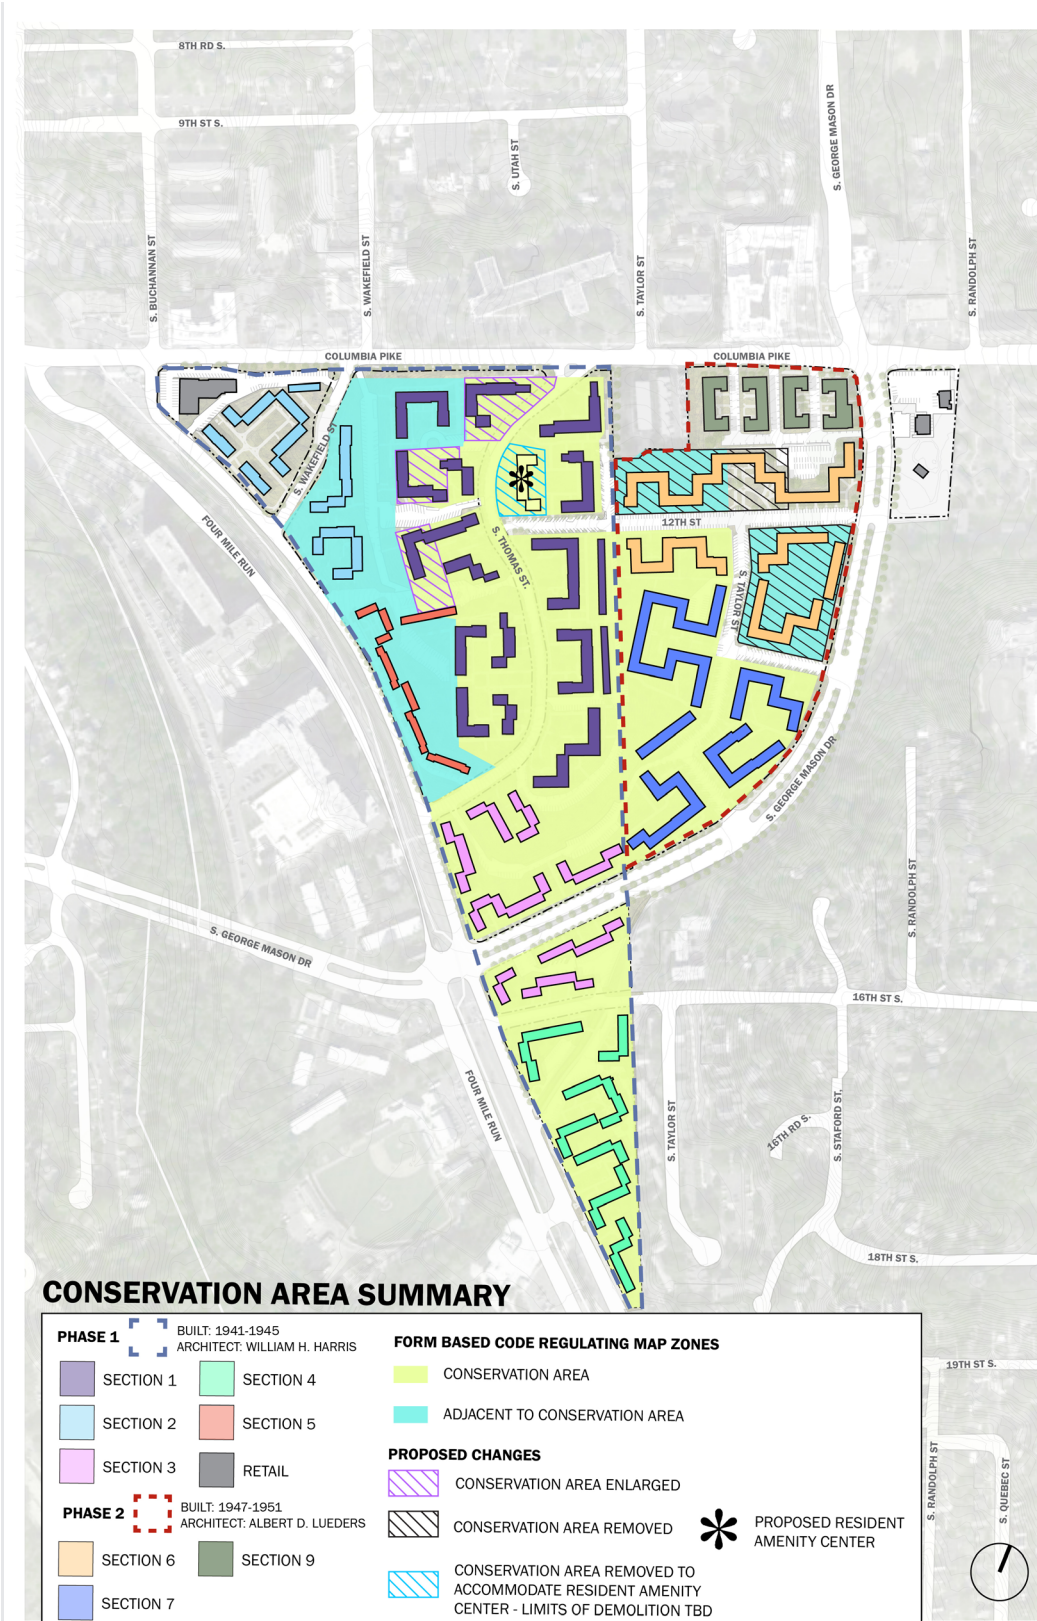 8TH RD S.
9TH ST S.
S. UTAH ST
S. GEORGE MASON DR
S. BUCHANNAN ST
S. WAKEFIELD ST
S. TAYLOR ST
S. RANDOLPH ST
COLUMBIA PIKE
COLUMBIA PIKE
S. WAKEFIELD ST
FOUR MILE RUN
12TH ST
S. THOMAS ST.
S. TAYLOR ST
S. GEORGE MASON DR
S. RANDOLPH ST
S. GEORGE MASON DR
16TH ST S.
FOUR MILE RUN
S. TAYLOR ST
16TH RD S.
S. STAFORD ST.
18TH ST S.
19TH ST S.
S. RANDOLPH ST
S. QUEBEC ST
CONSERVATION AREA SUMMARY
PHASE 1
BUILT: 1941-1945
ARCHITECT: WILLIAM H. HARRIS
SECTION 1
SECTION 4
SECTION 2
SECTION 5
SECTION 3
RETAIL
PHASE 2
BUILT: 1947-1951
ARCHITECT: ALBERT D. LUEDERS
SECTION 6
SECTION 9
SECTION 7
FORM BASED CODE REGULATING MAP ZONES
CONSERVATION AREA
ADJACENT TO CONSERVATION AREA
PROPOSED CHANGES
CONSERVATION AREA ENLARGED
CONSERVATION AREA REMOVED
PROPOSED RESIDENT
AMENITY CENTER
CONSERVATION AREA REMOVED TO
ACCOMMODATE RESIDENT AMENITY
CENTER - LIMITS OF DEMOLITION TBD